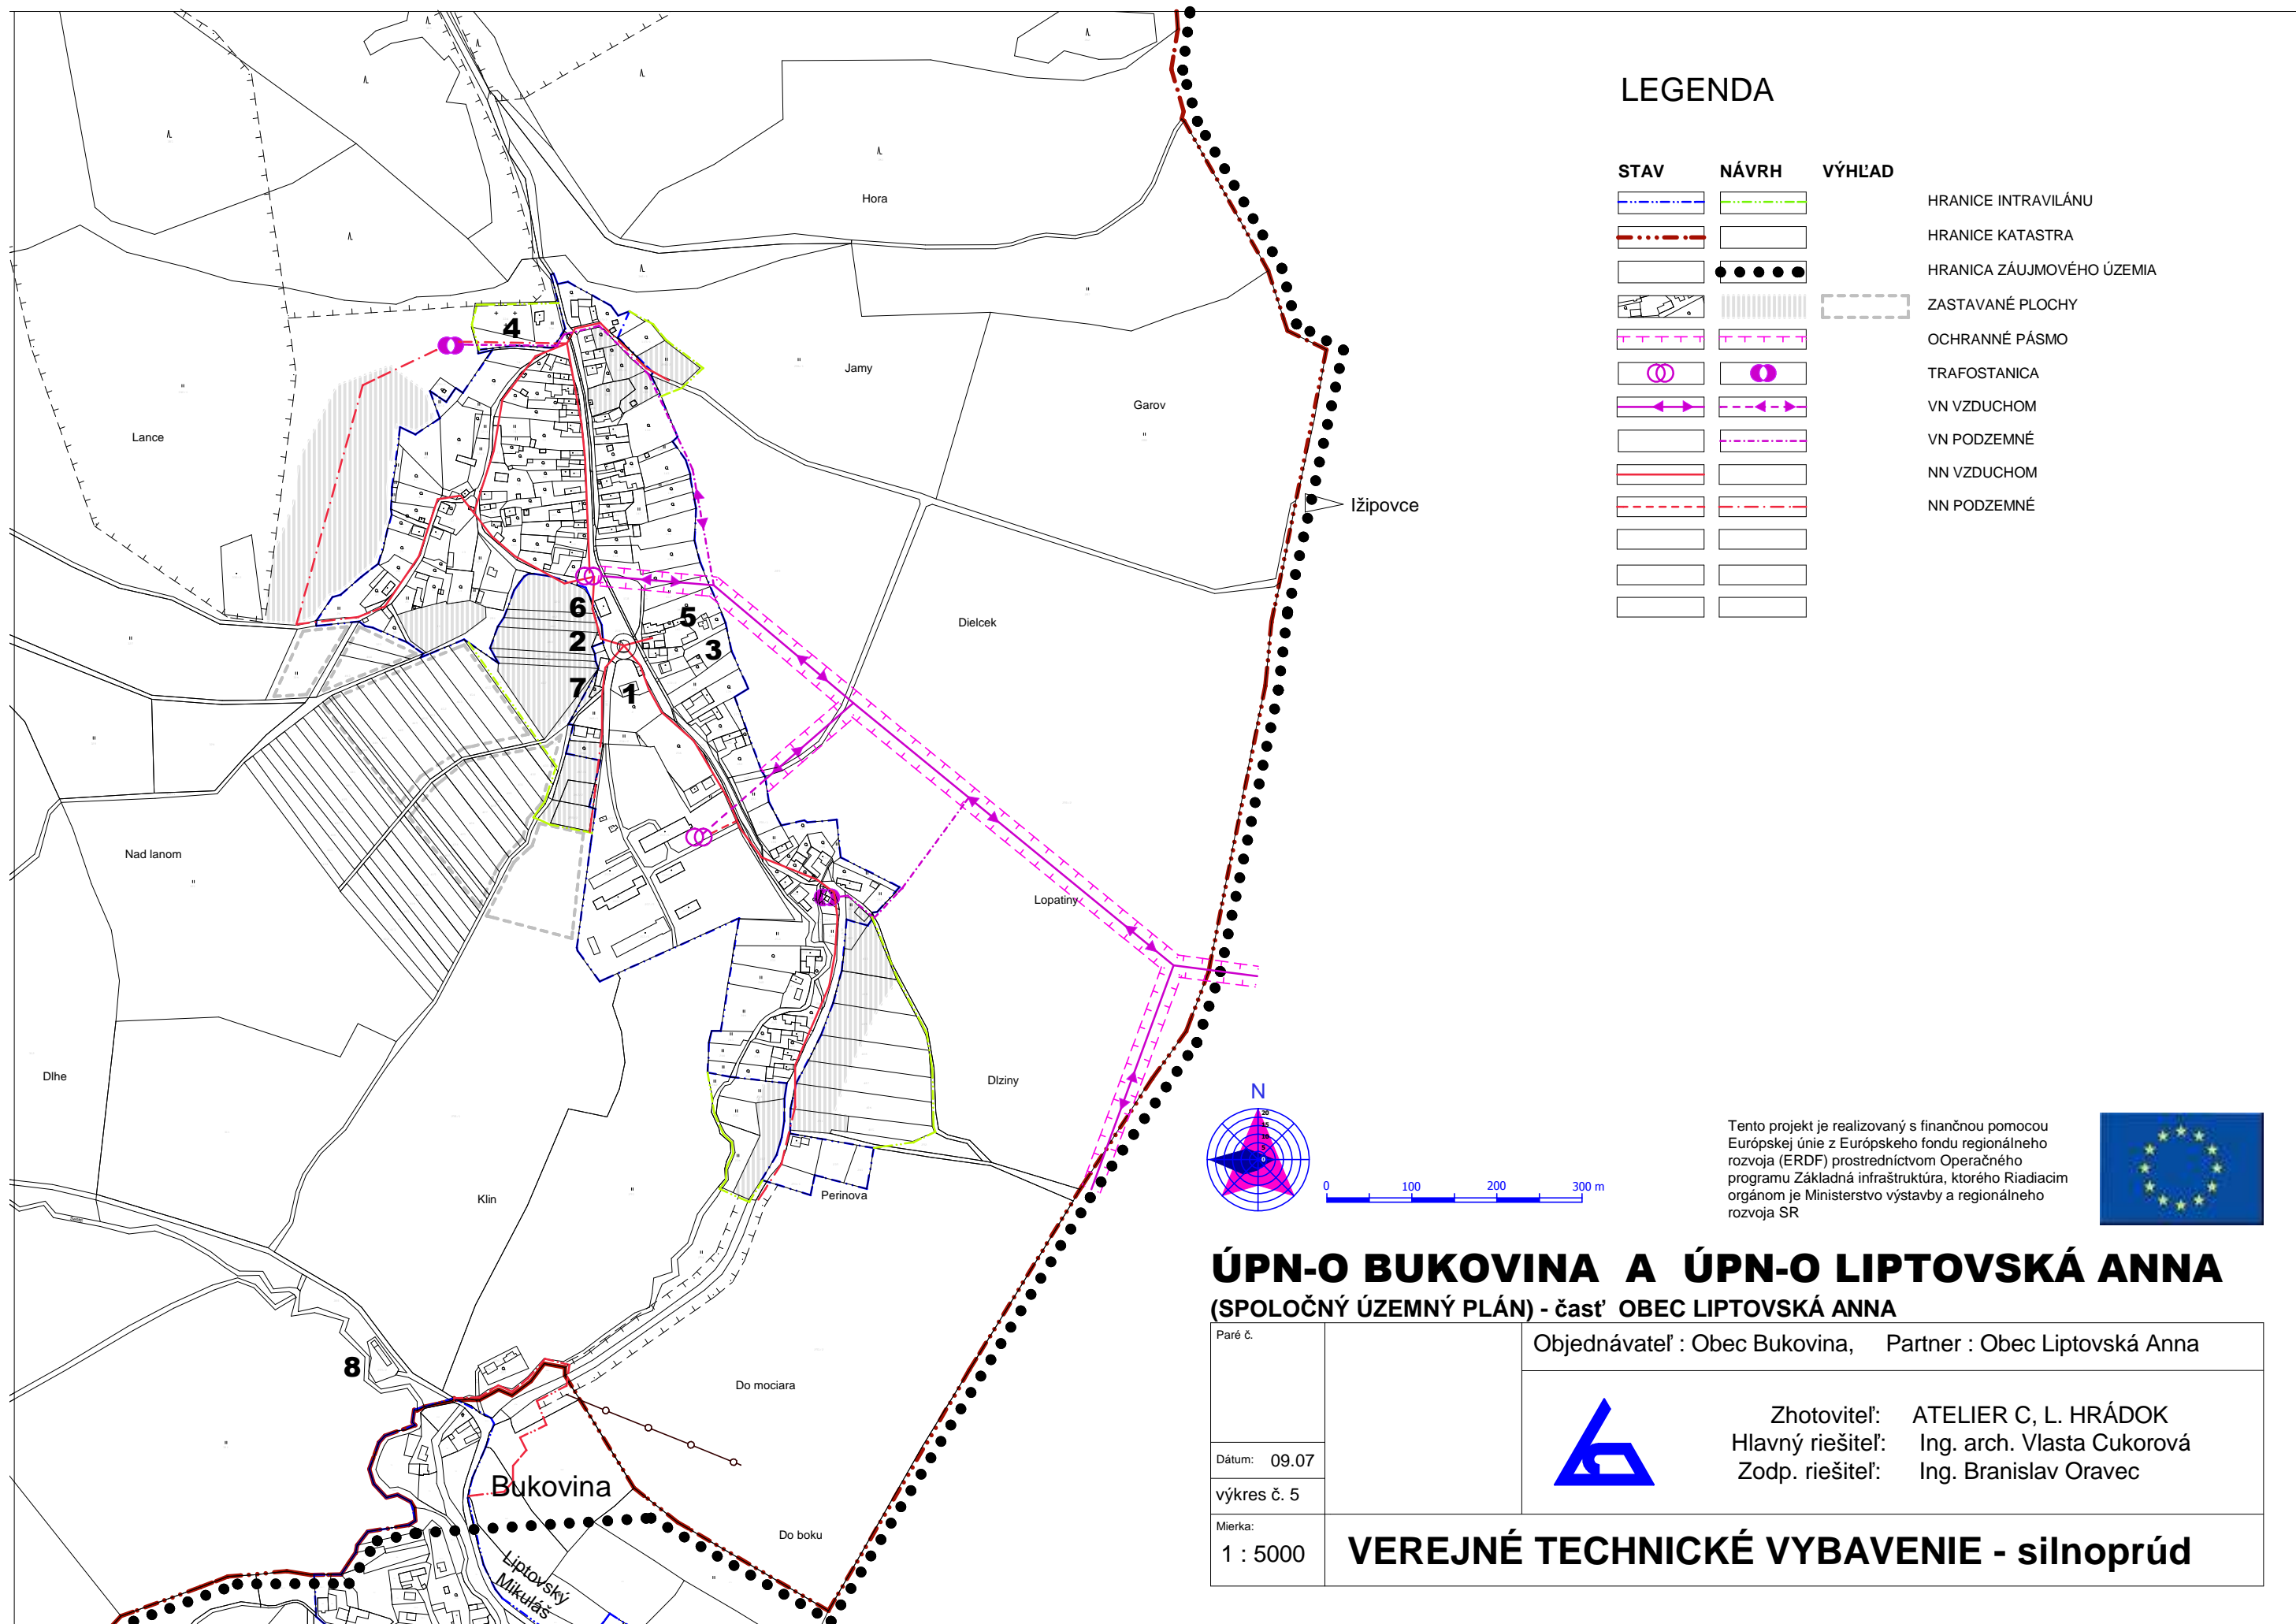 LEGENDA
STAV NÁVRH VÝHĽAD
HRANICE INTRAVILÁNU
HRANICE KATASTRA
HRANICA ZÁUJMOVÉHO ÚZEMIA
ZASTAVANÉ PLOCHY
OCHRANNÉ PÁSMO
TRAFOSTANICA
VN VZDUCHOM
VN PODZEMNÉ
NN VZDUCHOM
NN PODZEMNÉ
Hora
4
Jamy
Garov
Lance
Ižipovce
6
5
2
3
7
1
Dielcek
Nad lanom
Lopatiny
Dlhe
Dlziny
Klin
Perinova
8
Do mociara
Bukovina
Do boku
Liptovský
Mikuláš
N
20
15
10
5
0
0 100 200 300 m
Tento projekt je realizovaný s finančnou pomocou
Európskej únie z Európskeho fondu regionálneho
rozvoja (ERDF) prostredníctvom Operačného
programu Základná infraštruktúra, ktorého Riadiacim
orgánom je Ministerstvo výstavby a regionálneho
rozvoja SR
ÚPN-O BUKOVINA A ÚPN-O LIPTOVSKÁ ANNA
(SPOLOČNÝ ÚZEMNÝ PLÁN) - časť OBEC LIPTOVSKÁ ANNA
Paré č.
Objednávateľ : Obec Bukovina, Partner : Obec Liptovská Anna
Zhotoviteľ: ATELIER C, L. HRÁDOK
Hlavný riešiteľ: Ing. arch. Vlasta Cukorová
Zodp. riešiteľ: Ing. Branislav Oravec
Dátum: 09.07
výkres č. 5
Mierka:
1 : 5000
VEREJNÉ TECHNICKÉ VYBAVENIE - silnoprúd